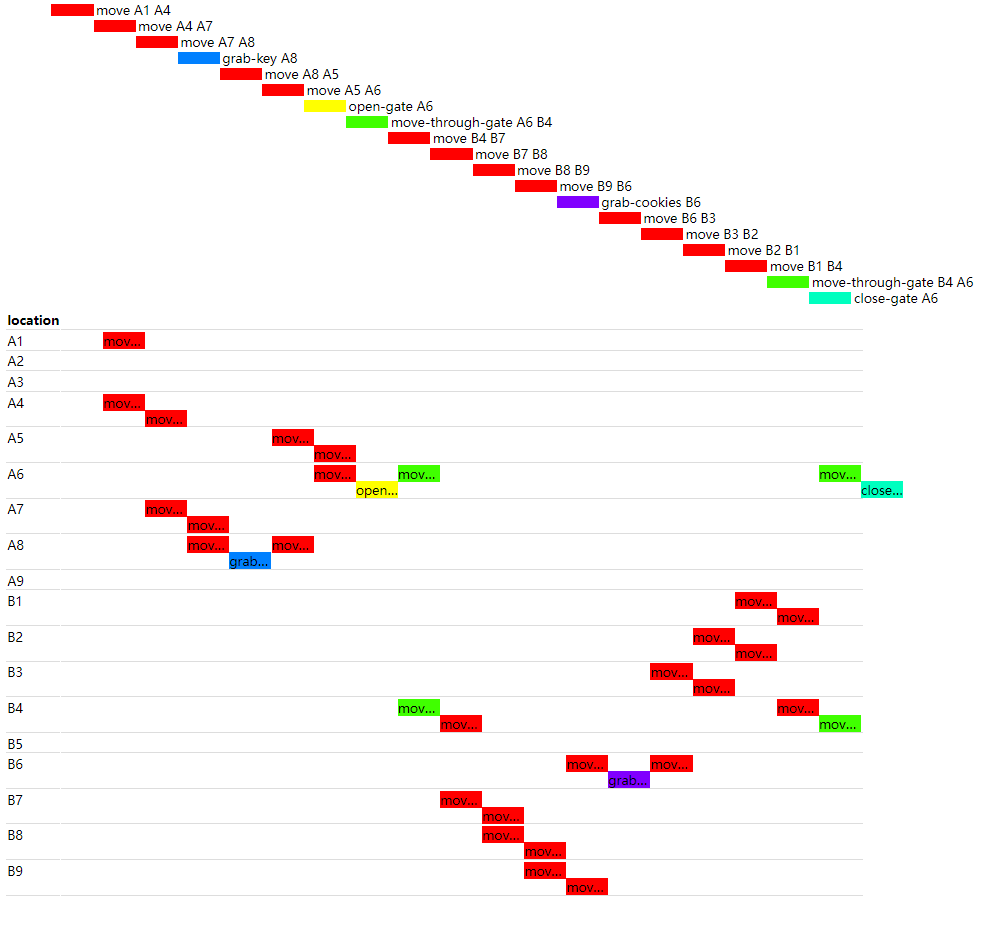 move A1 A4
move A4 A7
move A7 A8
grab-key A8
move A8 A5
move A5 A6
open-gate A6
move-through-gate A6 B4
move B4 B7
move B7 B8
move B8 B9
move B9 B6
grab-cookies B6
move B6 B3
move B3 B2
move B2 B1
move B1 B4
move-through-gate B4 A6
close-gate A6
location
A1 mov...
A2
A3
A4 mov...
mov...
A5 mov...
mov...
A6 mov... mov... mov...
open... close...
A7 mov...
mov...
A8 mov... mov...
grab...
A9
B1 mov...
mov...
B2 mov...
mov...
B3 mov...
mov...
B4 mov... mov...
mov... mov...
B5
B6 mov... mov...
grab...
B7 mov...
mov...
B8 mov...
mov...
B9 mov...
mov...